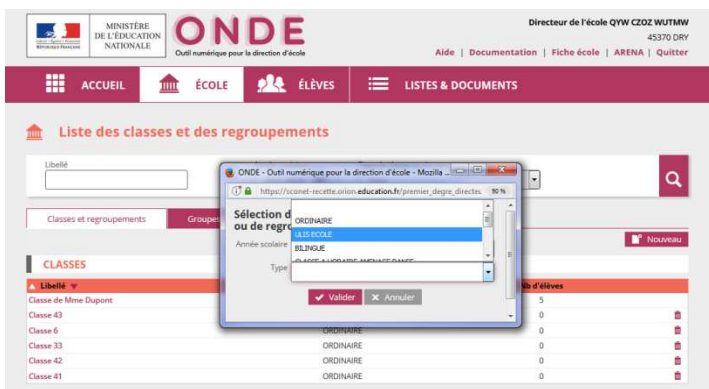 MINISTÈRE
DE L'ÉDUCATION
NATIONALE
ONDE
Outil numérique pour la direction d'école
Directeur de l'école QYW CZOZ WUTMW
45370 DRY
Aide | Documentation | Fiche école | ARENA | Quitter
ACCUEIL ÉCOLE ÉLÈVES LISTES & DOCUMENTS
Liste des classes et des regroupements
Libellé
ONDE - Outil numérique pour la direction d'école - Mozilla ...
https://sconet-recette.orion.education.fr/premier_degre_directeu 90 %
Sélection d
ou de regro
Année scolaire
Type
ORDINAIRE
ULIS ECOLE
BILINGUE
CLASSE A HORAIRE AMENAGE DANSE
Valider Annuler
Classes et regroupements Groupes
Nouveau
CLASSES
Libellé Nb d'élèves
Classe de Mme Dupont 5
Classe 43 0
Classe 6 ORDINAIRE 0
Classe 33 ORDINAIRE 0
Classe 42 ORDINAIRE 0
Classe 41 ORDINAIRE 0